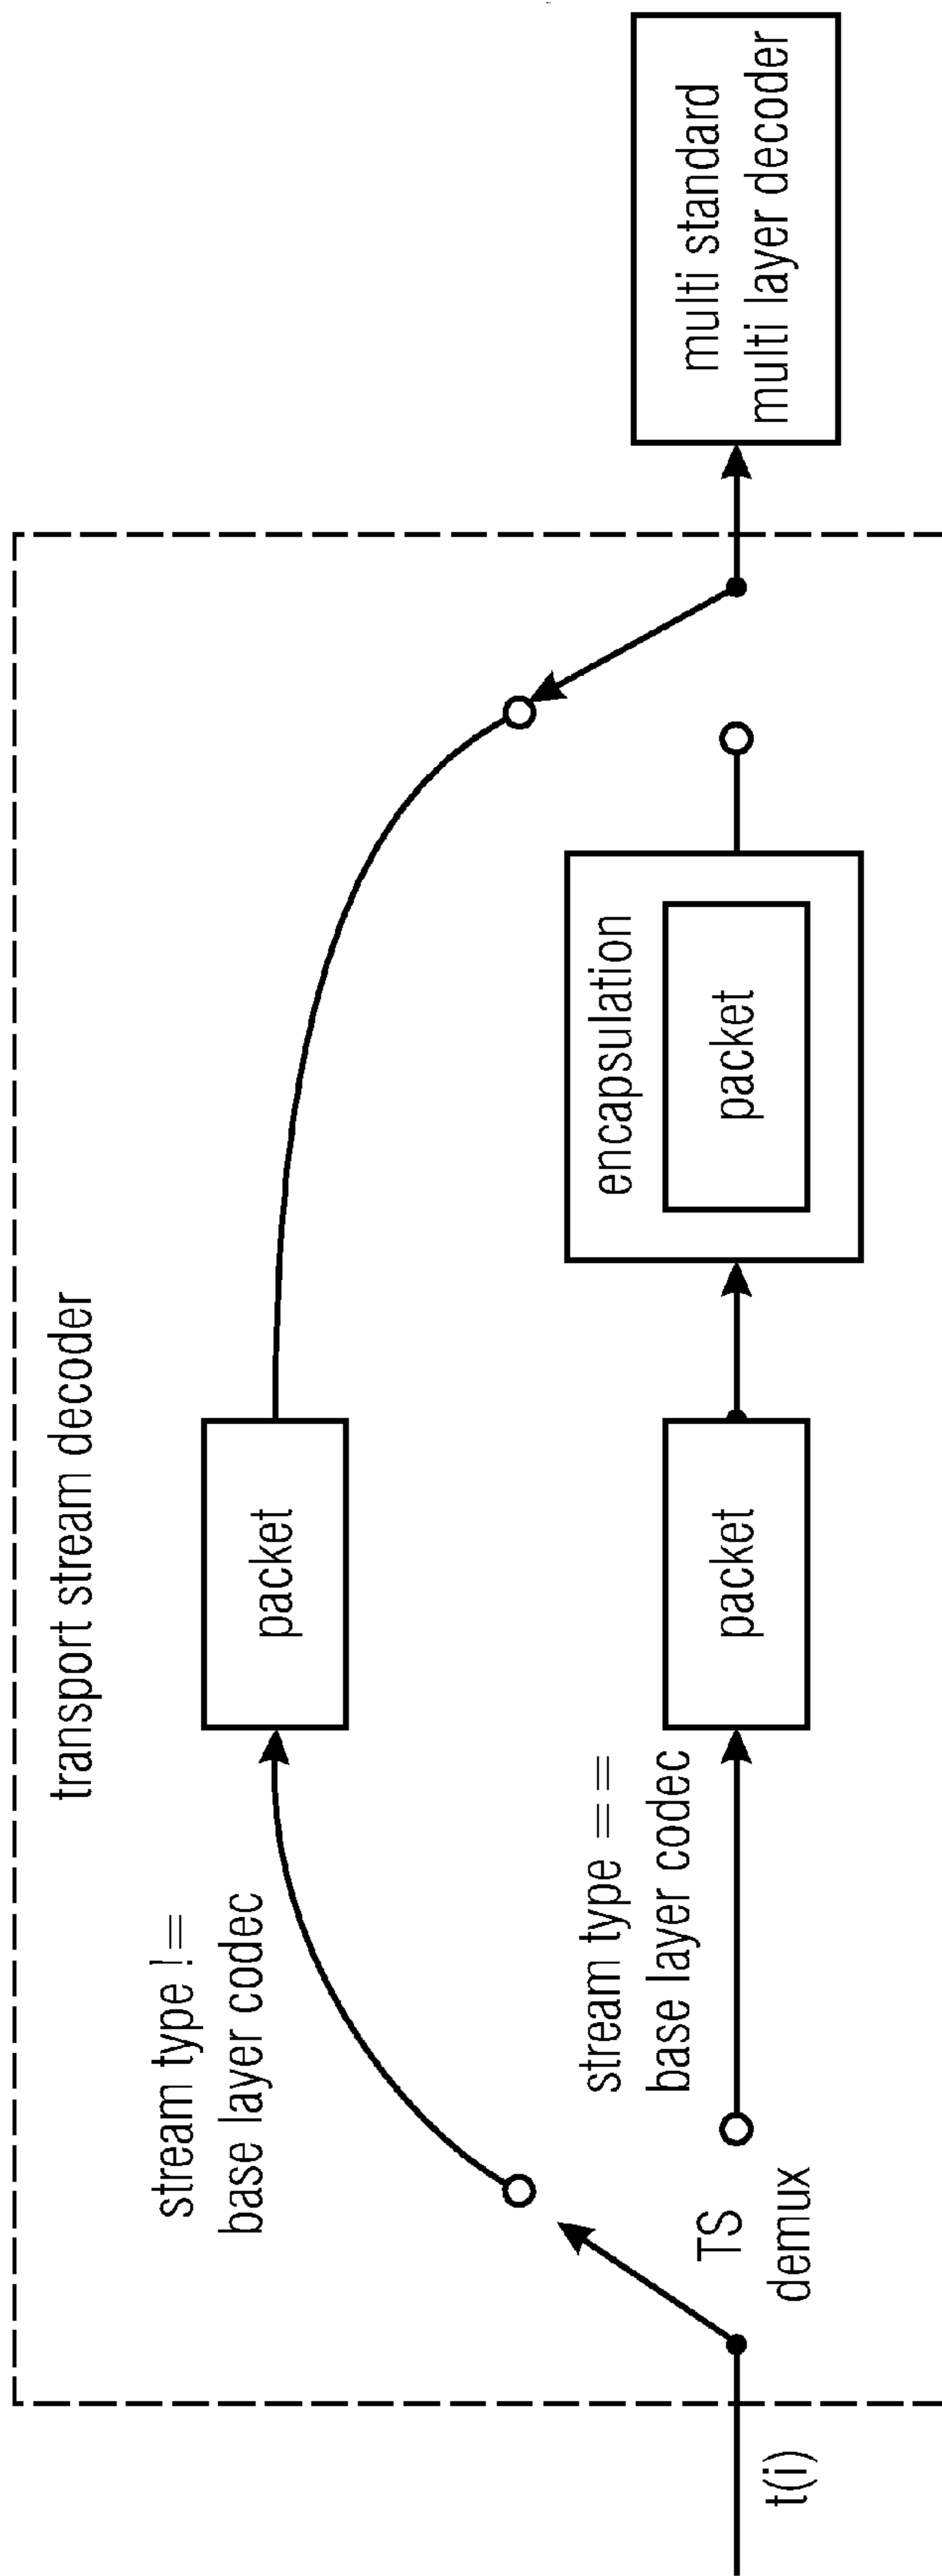 transport stream decoder
stream type !=
base layer codec
packet
t(i)
TS
demux
stream type ==
base layer codec
packet
encapsulation
packet
multi standard
multi layer decoder